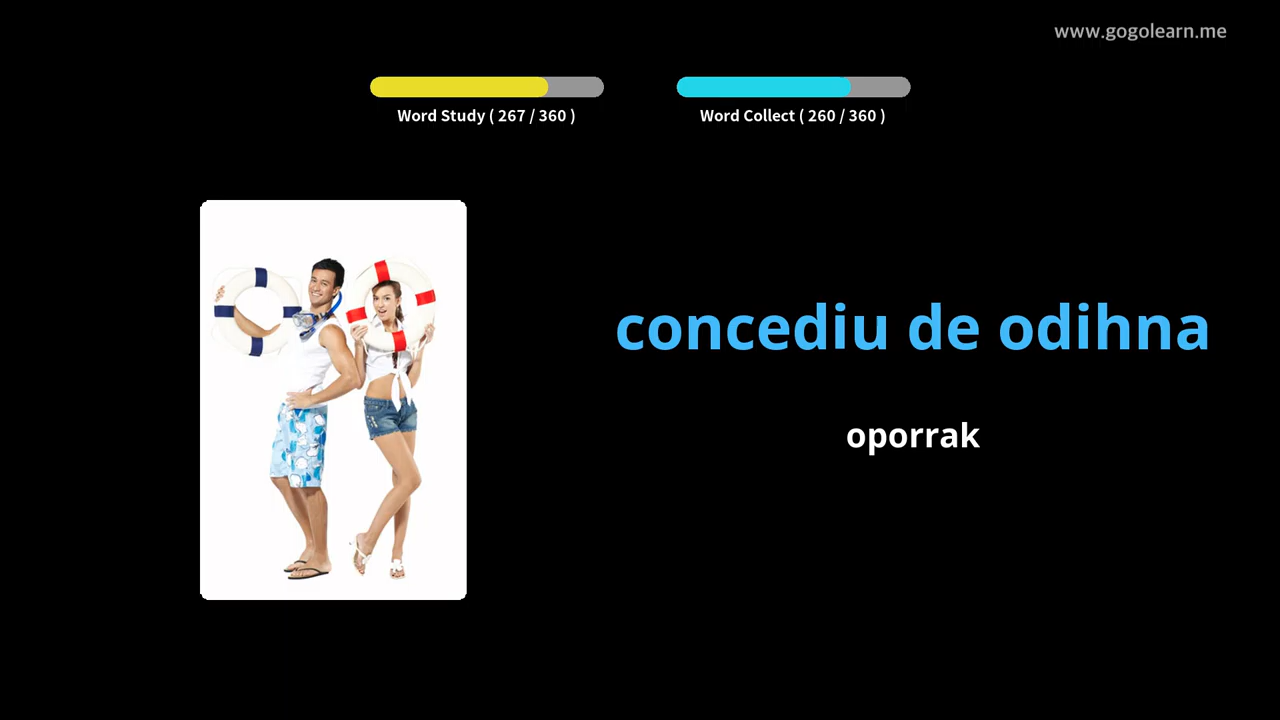 www.gogolearn.me
Word Study ( 267 / 360 )
Word Collect ( 260 / 360 )
concediu de odihna
oporrak